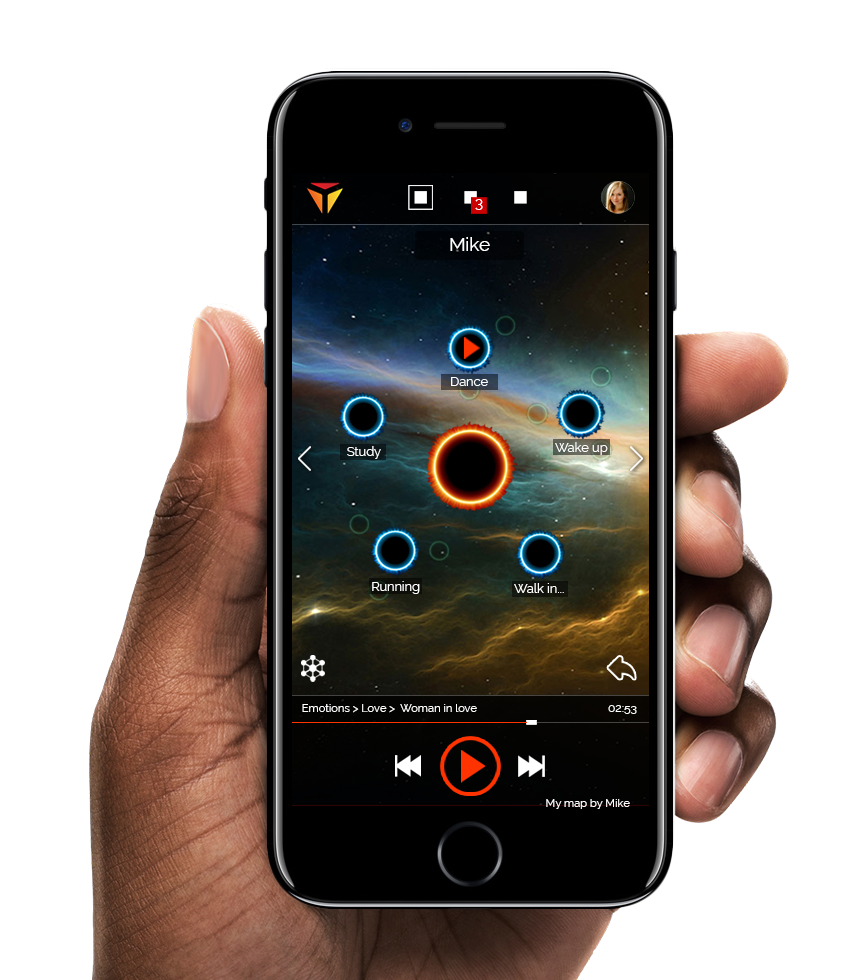 3
Mike
Dance
Study
Wake up
Running
Walk in...
Emotions > Love > Woman in love
02:53
My map by Mike